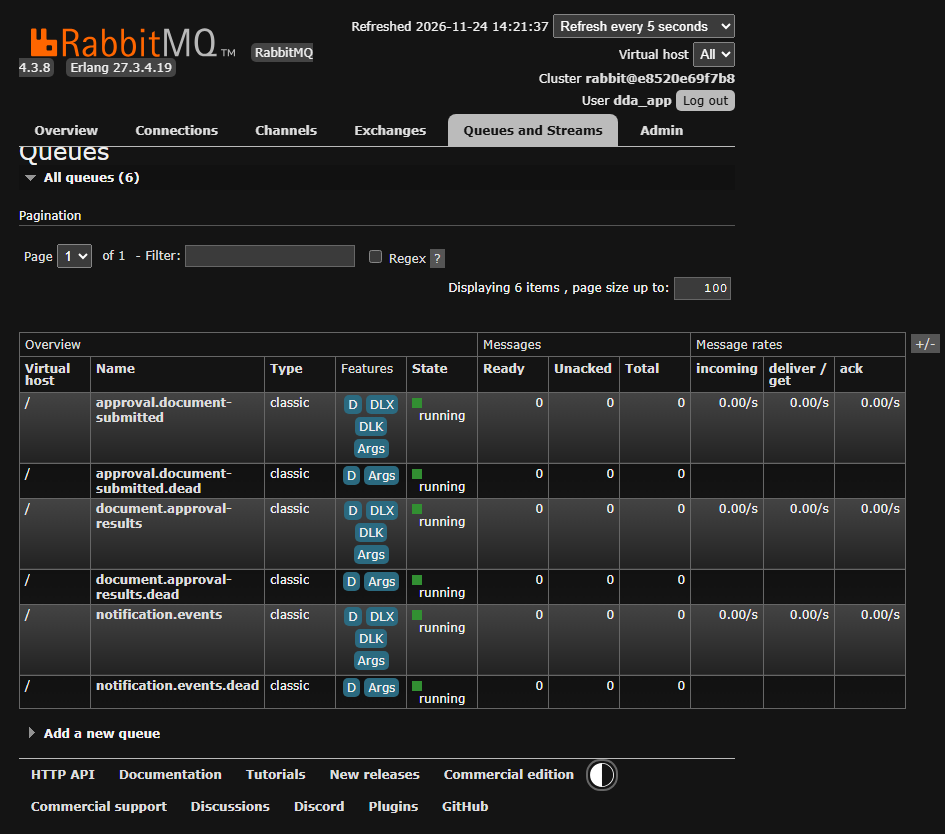 Refreshed 2026-11-24 14:21:37 Refresh every 5 seconds
RabbitMQ TM RabbitMQ
4.3.8 Erlang 27.3.4.19
Virtual host All
Cluster rabbit@e8520e69f7b8
User dda_app Log out
Overview Connections Channels Exchanges Queues and Streams Admin
Queues
All queues (6)
Pagination
Page 1 of 1 - Filter: Regex ?
Displaying 6 items , page size up to: 100
Overview Messages Message rates +/-
Virtual host Name Type Features State Ready Unacked Total incoming deliver / get ack
/ approval.document-submitted classic D DLX DLK Args running 0 0 0 0.00/s 0.00/s 0.00/s
/ approval.document-submitted.dead classic D Args running 0 0 0
/ document.approval-results classic D DLX DLK Args running 0 0 0 0.00/s 0.00/s 0.00/s
/ document.approval-results.dead classic D Args running 0 0 0
/ notification.events classic D DLX DLK Args running 0 0 0 0.00/s 0.00/s 0.00/s
/ notification.events.dead classic D Args running 0 0 0
Add a new queue
HTTP API Documentation Tutorials New releases Commercial edition
Commercial support Discussions Discord Plugins GitHub